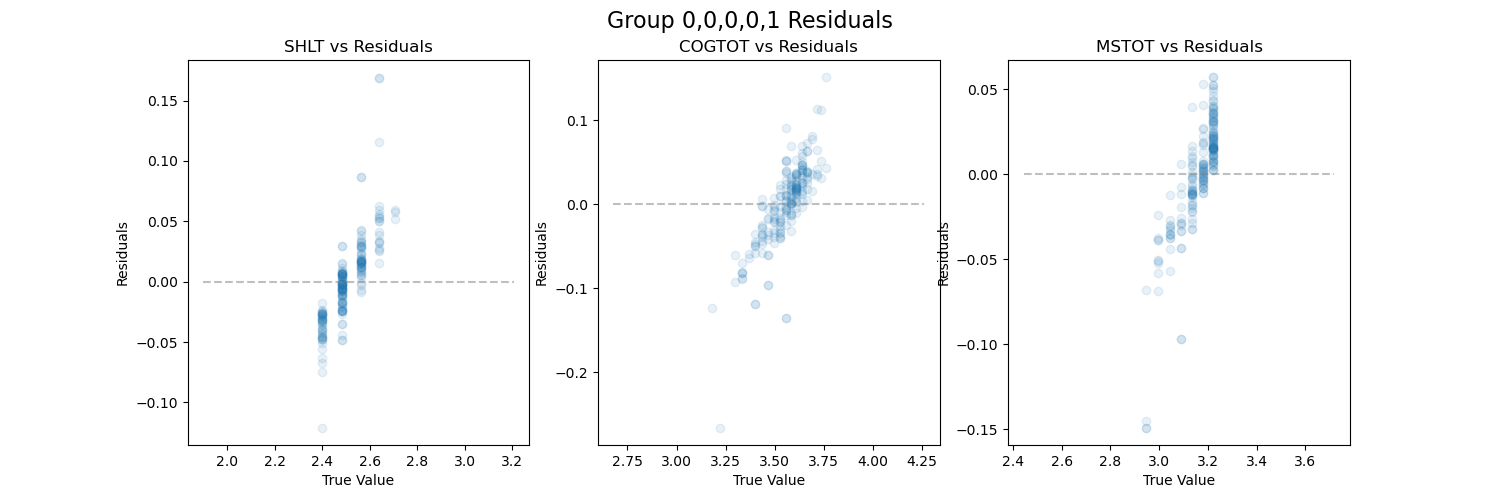 Group 0,0,0,0,1 Residuals
SHLT vs Residuals
COGTOT vs Residuals
MSTOT vs Residuals
Residuals
0.15
0.10
0.05
0.00
−0.05
−0.10
2.0 2.2 2.4 2.6 2.8 3.0 3.2
True Value
Residuals
0.1
0.0
−0.1
−0.2
2.75 3.00 3.25 3.50 3.75 4.00 4.25
True Value
Residuals
0.05
0.00
−0.05
−0.10
−0.15
2.4 2.6 2.8 3.0 3.2 3.4 3.6
True Value